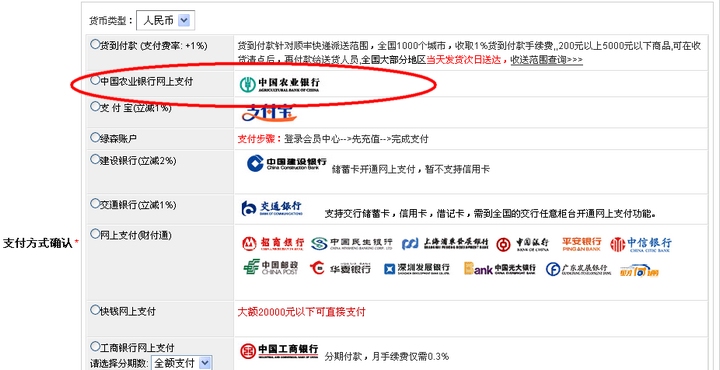 货币类型： 人民币
货到付款 (支付费率: +1%)
货到付款针对顺丰快递派送范围，全国1000个城市，收取1%货到付款手续费,,200元以上5000元以下商品,可在收
货清点后，再付款给送货人员,全国大部分地区当天发货次日送达，收送范围查询>>>
中国农业银行网上支付
中国农业银行
AGRICULTURAL BANK OF CHINA
支 付 宝(立减1%)
支付宝
绿森账户
支付步骤：登录会员中心-->先充值-->完成支付
建设银行(立减2%)
中国建设银行
China Construction Bank
储蓄卡开通网上支付，暂不支持信用卡
交通银行(立减1%)
交通银行
BANK OF COMMUNICATIONS
支持交行储蓄卡，信用卡，借记卡，需到全国的交行任意柜台开通网上支付功能。
支付方式确认 *
网上支付(财付通)
招商银行
中国民生银行
上海浦东发展银行
中国银行
BANK OF CHINA
平安银行
PINGAN BANK
中信银行
CHINA CITIC BANK
中国邮政
CHINA POST
华夏银行
深圳发展银行
Bank 中国光大银行
广东发展银行
快钱网上支付
大额20000元以下可直接支付
工商银行网上支付
请选择分期数: 全额支付
中国工商银行
分期付款，月手续费仅需0.3%